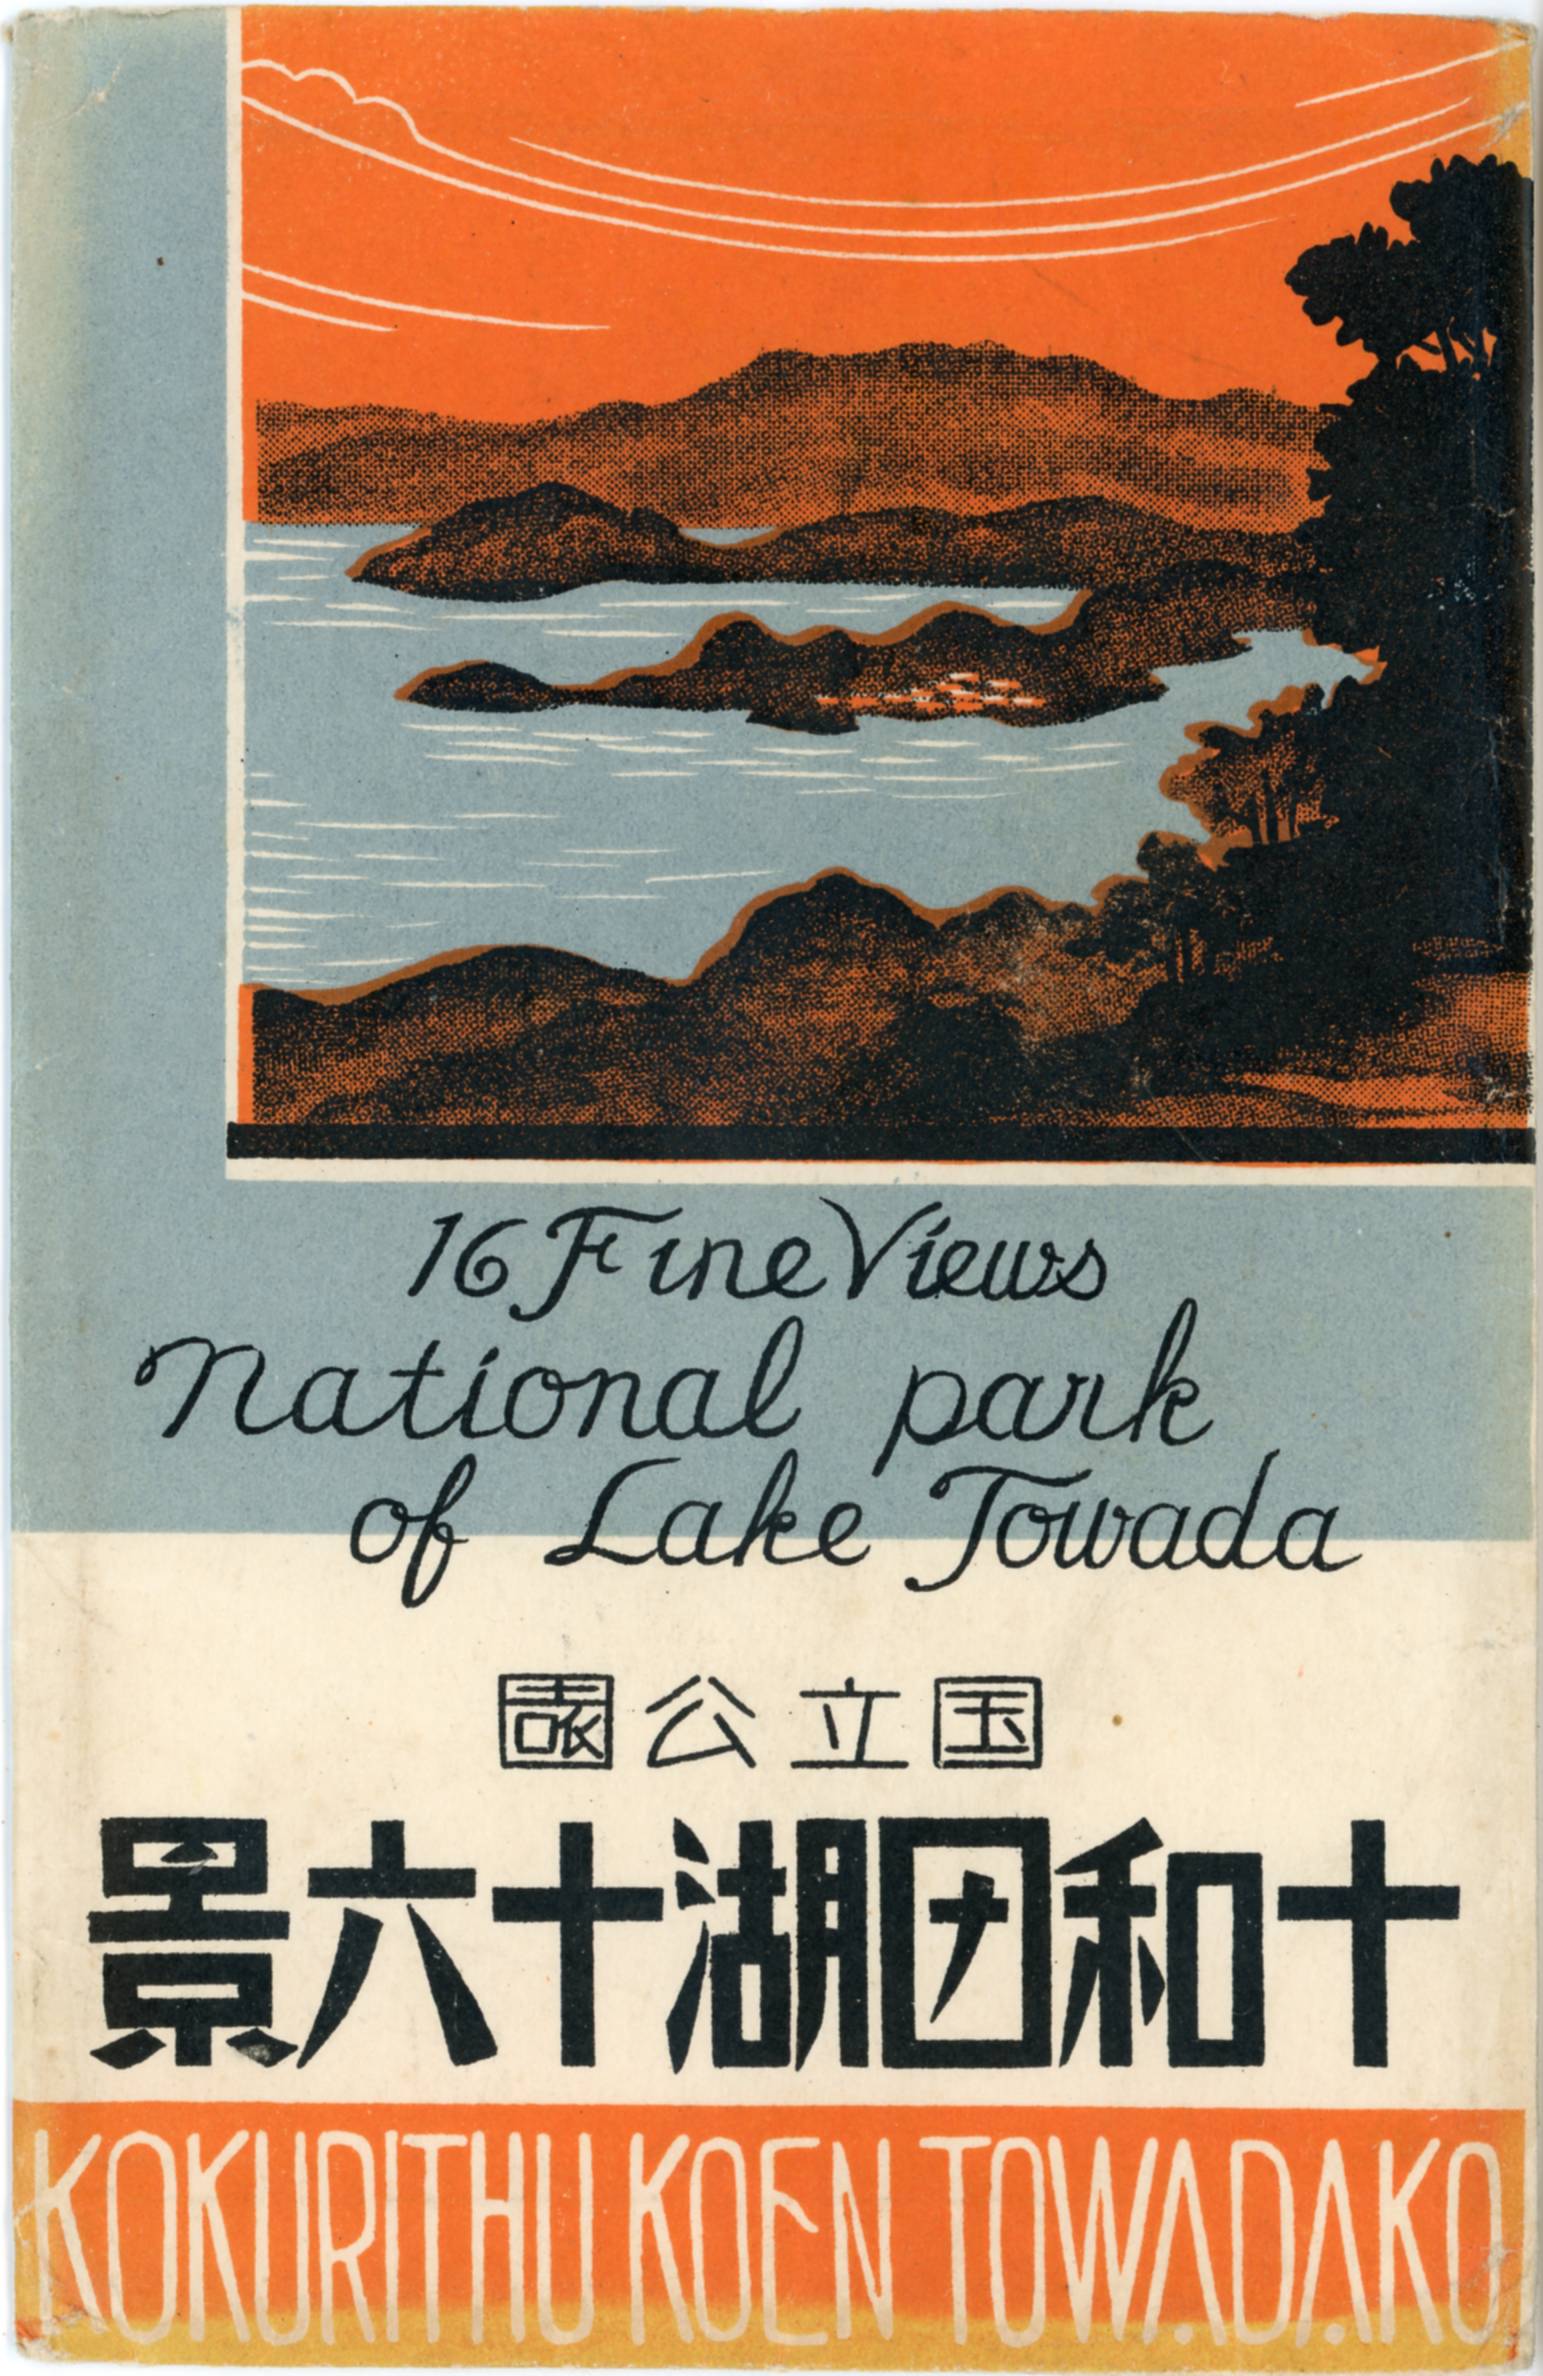 16 Fine Views
National park
of Lake Towada
国立公園
十和田湖十六景
KOKURITHU KOEN TOWADAKO